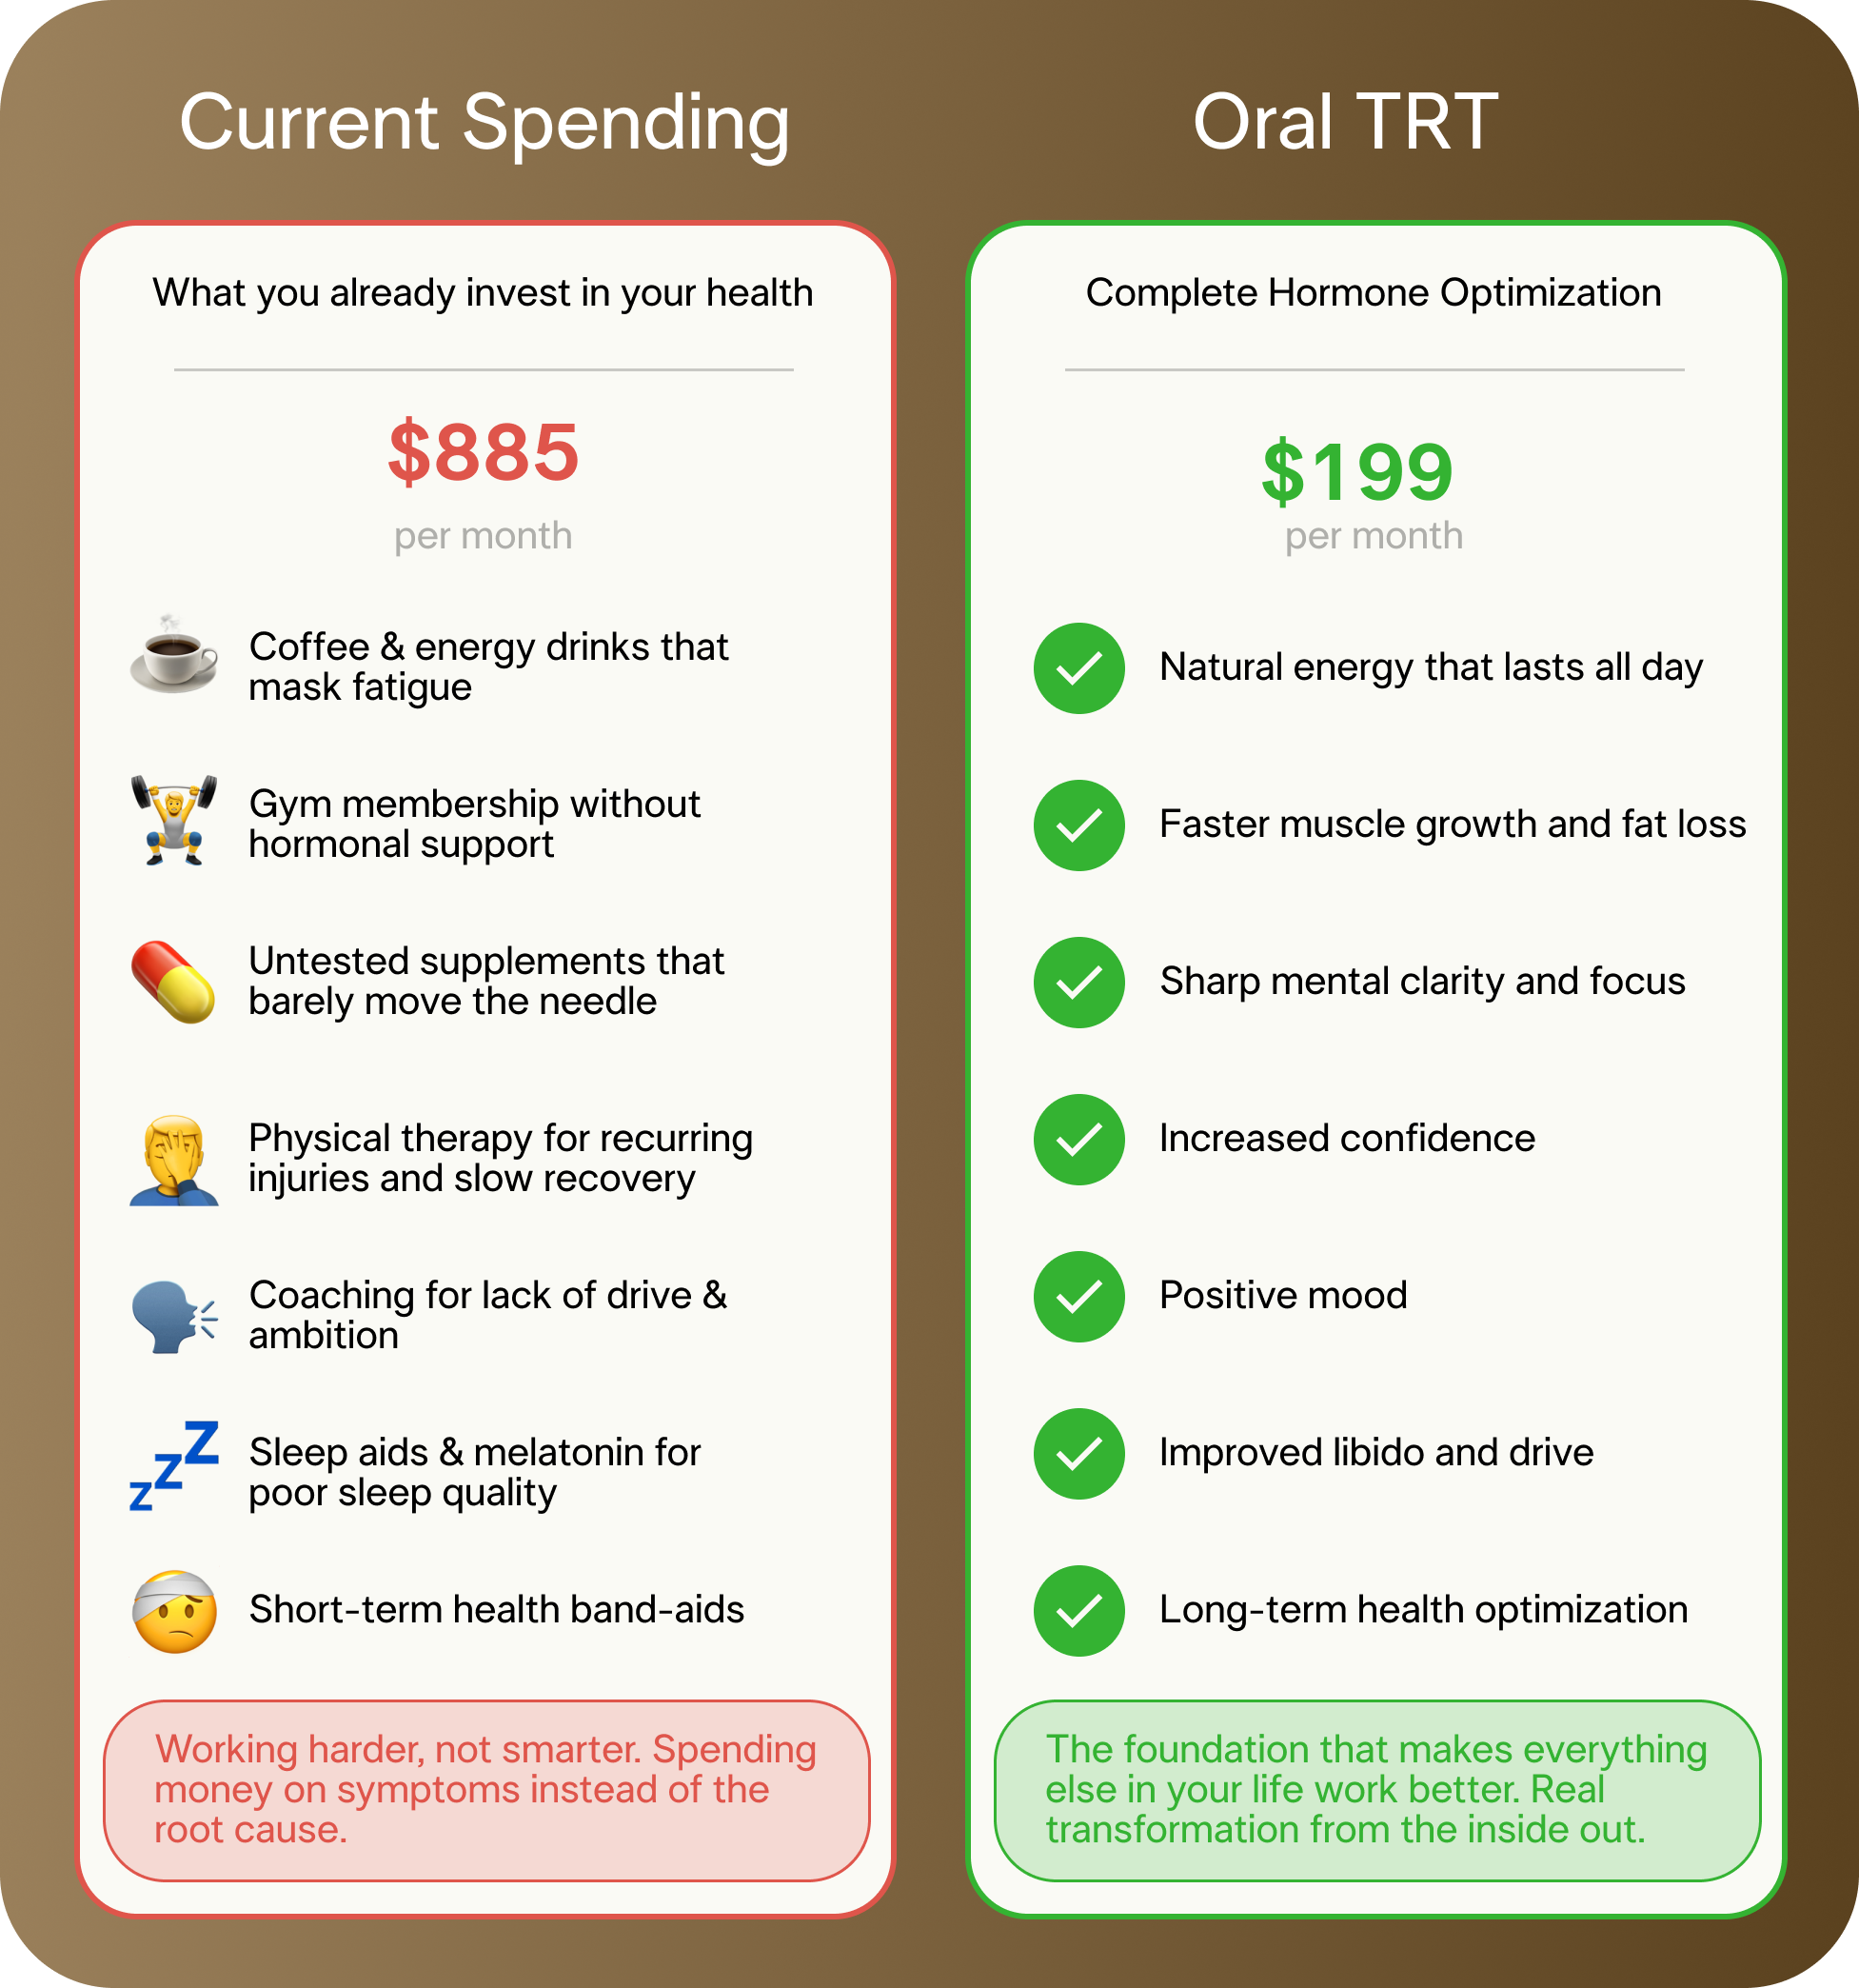 Current Spending
What you already invest in your health
$885
per month
Coffee & energy drinks that
mask fatigue
Gym membership without
hormonal support
Untested supplements that
barely move the needle
Physical therapy for recurring
injuries and slow recovery
Coaching for lack of drive &
ambition
zzZ
Sleep aids & melatonin for
poor sleep quality
Short-term health band-aids
Working harder, not smarter. Spending
money on symptoms instead of the
root cause.
Oral TRT
Complete Hormone Optimization
$199
per month
Natural energy that lasts all day
Faster muscle growth and fat loss
Sharp mental clarity and focus
Increased confidence
Positive mood
Improved libido and drive
Long-term health optimization
The foundation that makes everything
else in your life work better. Real
transformation from the inside out.